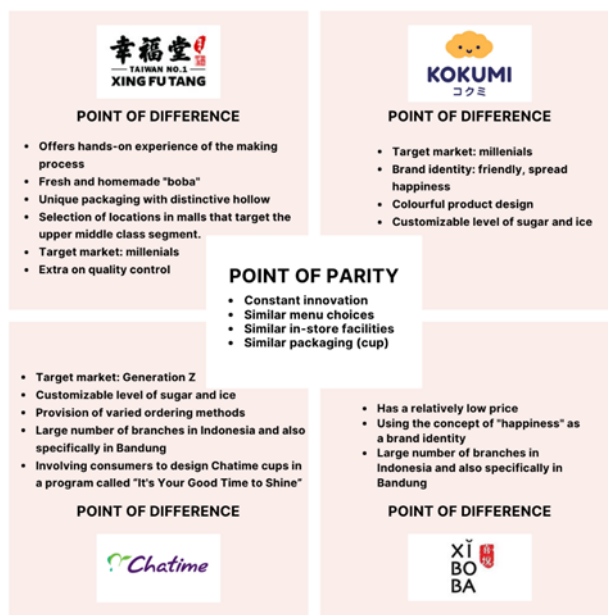 幸福堂
TAIWAN NO.1
XING FU TANG
POINT OF DIFFERENCE
• Offers hands-on experience of the making
process
• Fresh and homemade "boba"
• Unique packaging with distinctive hollow
• Selection of locations in malls that target the
upper middle class segment.
• Target market: millenials
• Extra on quality control
KOKUMI
コクミ
POINT OF DIFFERENCE
• Target market: millenials
• Brand identity: friendly, spread
happiness
• Colourful product design
• Customizable level of sugar and ice
POINT OF PARITY
• Constant innovation
• Similar menu choices
• Similar in-store facilities
• Similar packaging (cup)
• Target market: Generation Z
• Customizable level of sugar and ice
• Provision of varied ordering methods
• Large number of branches in Indonesia and also
specifically in Bandung
• Involving consumers to design Chatime cups in
a program called “It's Your Good Time to Shine”
POINT OF DIFFERENCE
Chatime
• Has a relatively low price
• Using the concept of "happiness" as
a brand identity
• Large number of branches in
Indonesia and also specifically in
Bandung
POINT OF DIFFERENCE
XǏ
BO
BA